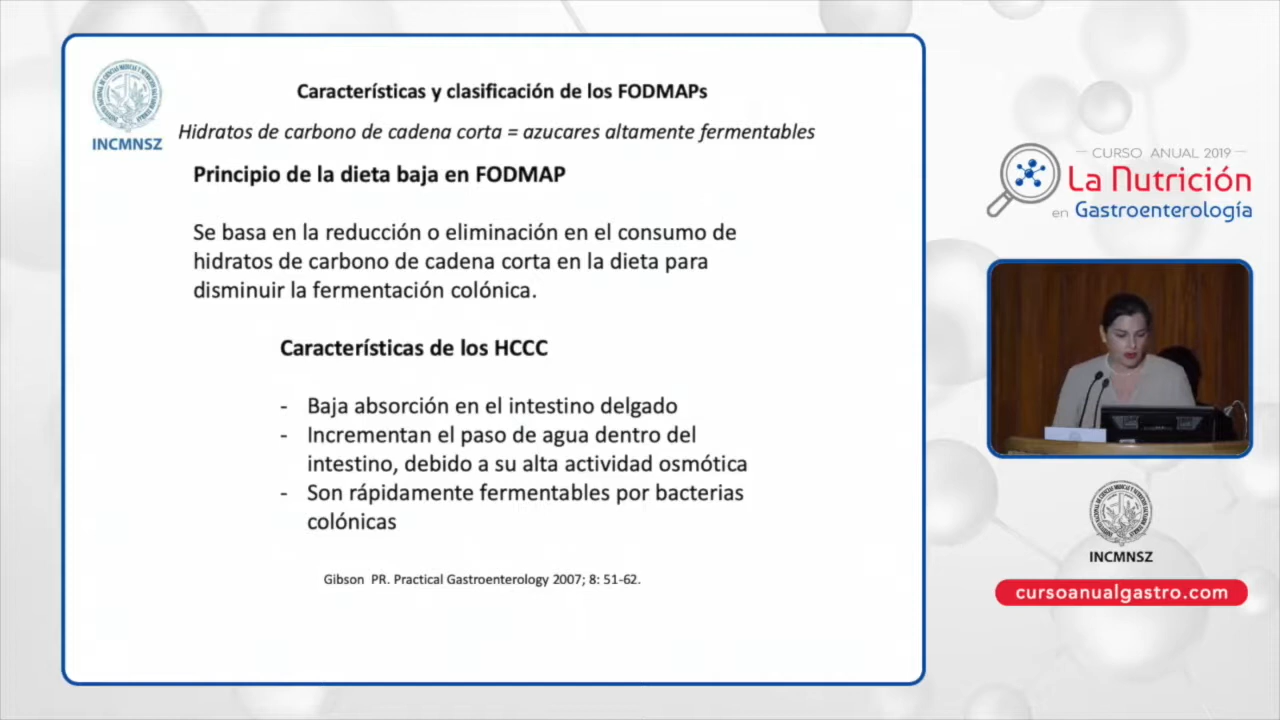 INCMNSZ
Características y clasificación de los FODMAPs
Hidratos de carbono de cadena corta = azucares altamente fermentables
Principio de la dieta baja en FODMAP
Se basa en la reducción o eliminación en el consumo de
hidratos de carbono de cadena corta en la dieta para
disminuir la fermentación colónica.
Características de los HCCC
- Baja absorción en el intestino delgado
- Incrementan el paso de agua dentro del
intestino, debido a su alta actividad osmótica
- Son rápidamente fermentables por bacterias
colónicas
Gibson PR. Practical Gastroenterology 2007; 8: 51-62.
CURSO ANUAL 2019
La Nutrición
en Gastroenterología
INCMNSZ
cursoanualgastro.com